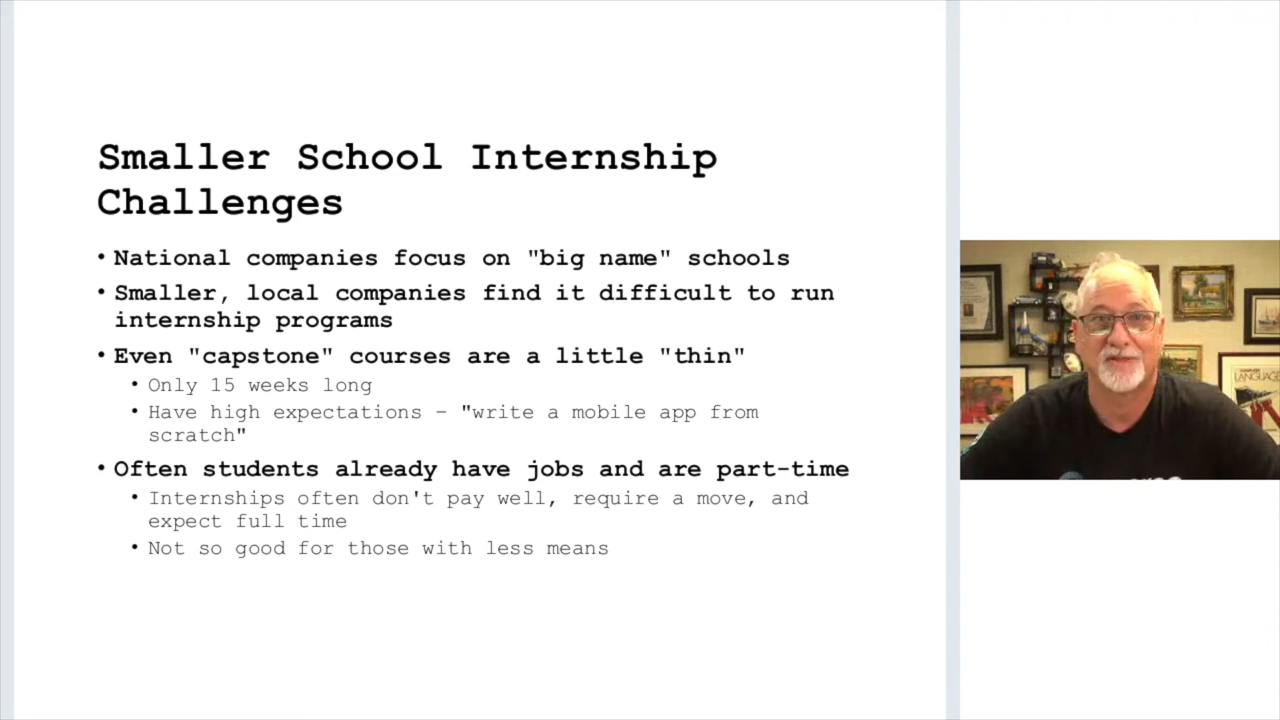 Smaller School Internship
Challenges
• National companies focus on "big name" schools
• Smaller, local companies find it difficult to run
internship programs
• Even "capstone" courses are a little "thin"
• Only 15 weeks long
• Have high expectations – "write a mobile app from
scratch"
• Often students already have jobs and are part-time
• Internships often don't pay well, require a move, and
expect full time
• Not so good for those with less means
LANGUAGE